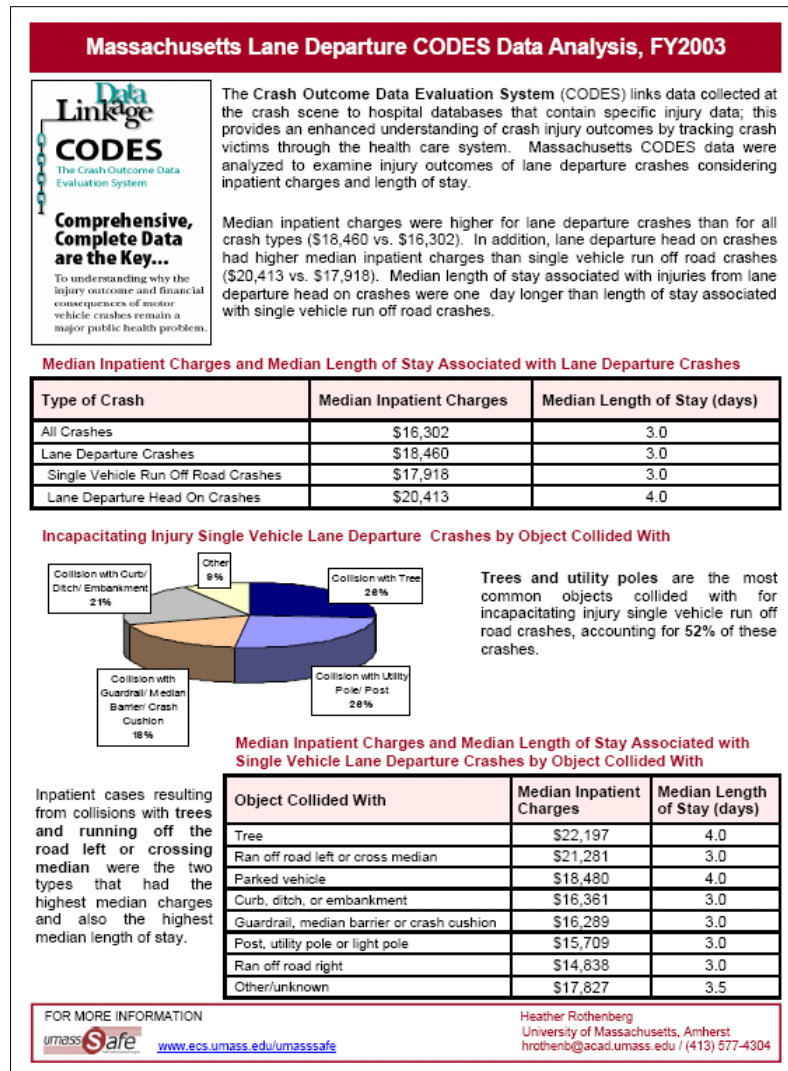 Massachusetts Lane Departure CODES Data Analysis, FY2003
Data
Linkage
CODES
The Crash Outcome Data
Evaluation System
Comprehensive,
Complete Data
are the Key...
To understanding why the
injury outcome and financial
consequences of motor
vehicle crashes remain a
major public health problem.
The Crash Outcome Data Evaluation System (CODES) links data collected at
the crash scene to hospital databases that contain specific injury data; this
provides an enhanced understanding of crash injury outcomes by tracking crash
victims through the health care system. Massachusetts CODES data were
analyzed to examine injury outcomes of lane departure crashes considering
inpatient charges and length of stay.
Median inpatient charges were higher for lane departure crashes than for all
crash types ($18,460 vs. $16,302). In addition, lane departure head on crashes
had higher median inpatient charges than single vehicle run off road crashes
($20,413 vs. $17,918). Median length of stay associated with injuries from lane
departure head on crashes were one day longer than length of stay associated
with single vehicle run off road crashes.
Median Inpatient Charges and Median Length of Stay Associated with Lane Departure Crashes
Type of Crash Median Inpatient Charges Median Length of Stay (days)
All Crashes $16,302 3.0
Lane Departure Crashes $18,460 3.0
Single Vehicle Run Off Road Crashes $17,918 3.0
Lane Departure Head On Crashes $20,413 4.0
Incapacitating Injury Single Vehicle Lane Departure Crashes by Object Collided With
Other
9%
Collision with Curb/
Ditch/ Embankment
21%
Collision with Tree
26%
Collision with Guardrail/ Median
Barrier/ Crash
Cushion
18%
Collision with Utility
Pole/ Post
26%
Trees and utility poles are the most
common objects collided with for
incapacitating injury single vehicle run off
road crashes, accounting for 52% of these
crashes.
Median Inpatient Charges and Median Length of Stay Associated with
Single Vehicle Lane Departure Crashes by Object Collided With
Inpatient cases resulting
from collisions with trees
and running off the
road left or crossing
median were the two
types that had the
highest median charges
and also the highest
median length of stay.
Object Collided With Median Inpatient Charges Median Length of Stay (days)
Tree $22,197 4.0
Ran off road left or cross median $21,281 3.0
Parked vehicle $18,480 4.0
Curb, ditch, or embankment $16,361 3.0
Guardrail, median barrier or crash cushion $16,289 3.0
Post, utility pole or light pole $15,709 3.0
Ran off road right $14,838 3.0
Other/unknown $17,827 3.5
FOR MORE INFORMATION
umass Safe www.ecs.umass.edu/umasssafe
Heather Rothenberg
University of Massachusetts, Amherst
hrothenb@acad.umass.edu / (413) 577-4304